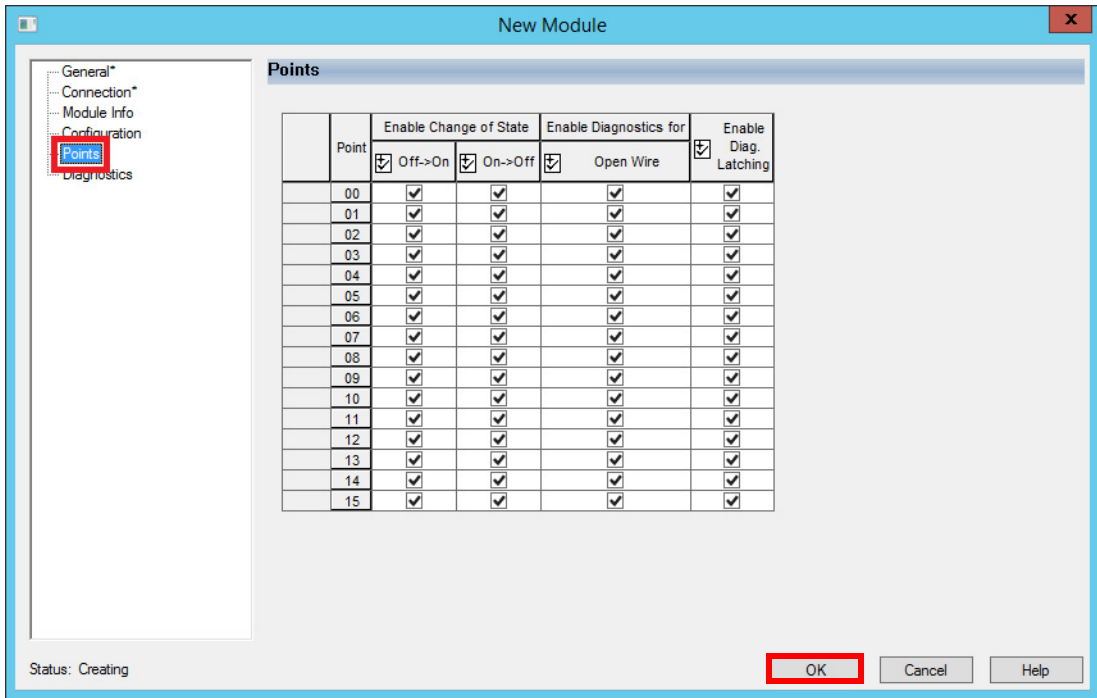 New Module
x
General*
Connection*
Module Info
Configuration
Points
Diagnostics
Points
Point
Enable Change of State
Enable Diagnostics for
Enable Diag. Latching
Off->On
On->Off
Open Wire
00
01
02
03
04
05
06
07
08
09
10
11
12
13
14
15
Status: Creating
OK
Cancel
Help